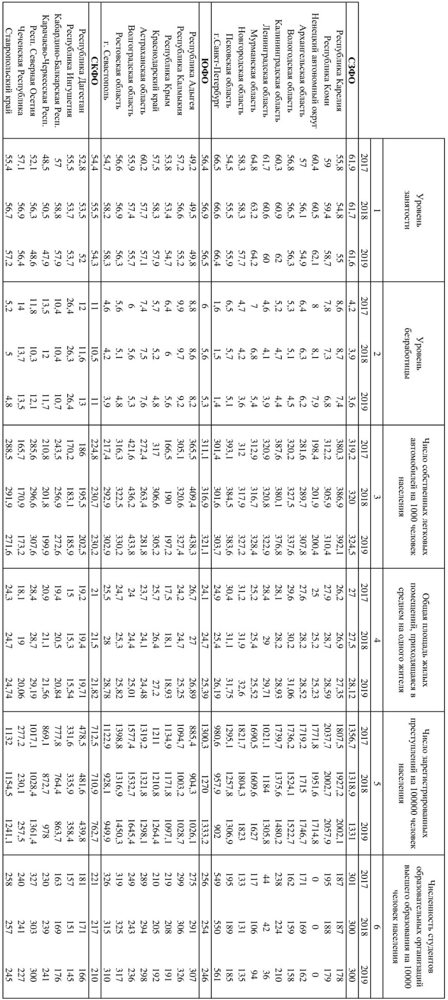 Уровень занятости Уровень безработицы Число собственных легковых автомобилей на 1000 человек населения Общая площадь жилых помещений, приходящаяся в среднем на одного жителя Число зарегистрированных преступлений на 100000 человек населения Численность студентов образовательных организаций высшего образования на 10000 человек населения
1 2 3 4 5 6
2017 2018 2019 2017 2018 2019 2017 2018 2019 2017 2018 2019 2017 2018 2019 2017 2018 2019
СЗФО 61,9 61,7 61,6 4,2 3,9 3,6 319,2 320 324,5 27 27,5 28,12 1356,7 1318,9 1331 301 300 300
Республика Карелия 55,8 54,8 55 8,6 8,7 7,4 380,3 386,9 392,1 26,2 26,9 27,35 1807,5 1927,2 2002,1 187 187 178
Республика Коми 59 59,4 58,7 7,8 7,3 6,8 312,2 305,9 310,4 27,9 28,7 28,59 2037,7 2002,7 2057,9 195 188 179
Ненецкий автономный округ 60,4 60,5 62,1 8 8,1 7,9 198,4 201,9 200,4 25 25,2 25,23 1771,8 1951,6 1714,8 0 0 0
Архангельская область 57 56,1 54,9 6,4 6,3 6,2 281,6 289,7 307,8 27,6 28,2 28,52 1719,2 1715 1746,7 171 169 162
Вологодская область 56,8 56,5 56,3 5,3 5,1 4,5 320,2 327,5 337,6 29,6 30,2 31,06 1736,2 1524,1 1522,7 162 159 158
Калининградская область 60,3 60,9 62 5,2 4,7 4,4 387,6 380,1 376,8 28,1 28,2 28,93 1739,7 1375,6 1480,2 238 224 210
Ленинградская область 61,7 60,6 60 4,6 4,1 3,9 320,9 320,8 322,9 28,4 29 29,71 1021,1 1184 1305,8 44 42 36
Мурманская область 64,8 63,2 64,2 7 6,8 5,4 312,9 316,7 328,4 25,2 25,4 25,52 1690,5 1609,6 1627 117 106 94
Новгородская область 58,3 58,3 57,7 4,7 4,2 3,6 312 317,9 327,2 31,2 31,9 32,6 1821,7 1804,3 1823 133 131 135
Псковская область 54,5 55,5 55,9 6,5 5,7 5,1 393,1 384,5 383,6 30,4 31,1 31,75 1295,1 1257,8 1306,9 195 189 185
г.Санкт-Петербург 66,5 66,6 66,4 1,6 1,5 1,4 301,4 301,6 303,7 24,9 25,4 26,19 980,6 957,9 902 549 550 561
ЮФО 56,4 56,9 56,5 6 5,6 5,3 311,1 316,9 321,1 24,1 24,7 25,39 1300,3 1270 1333,2 256 254 246
Республика Адыгея 49,2 49,5 49,8 8,8 8,6 8,2 365,5 409,4 438,3 26,7 27 26,89 885,4 904,3 1026,1 275 291 307
Республика Калмыкия 57,2 56,6 55,2 9,9 9,7 9,2 305,1 320,6 327,4 24,2 24,7 25,25 1094,7 1003,2 1028,7 299 306 326
Республика Крым 53,8 53,4 54,7 6,4 6 5,6 166,5 190 197,2 17,5 18,1 18,93 1134,9 1171,8 1097,1 219 208 191
Краснодарский край 57,5 58,3 57,9 5,7 5,2 4,8 317 306,6 305,2 25,7 26,4 27,2 1211 1210,8 1264,4 210 205 192
Астраханская область 60,2 57,7 57,1 7,4 7,5 7,6 272,4 263,4 281,8 23,7 24,1 24,48 1319,2 1321,8 1298,1 289 294 298
Волгоградская область 55,9 57,4 55,7 6 5,6 5,3 421,6 436,2 433,8 24 24,4 25,01 1577,4 1532,7 1645,4 249 243 236
Ростовская область 56,6 56,9 56,3 5,6 5,1 4,8 316,3 322,5 330,2 24,7 25,3 25,82 1398,8 1316,9 1450,3 319 325 317
г. Севастополь 54,7 58,2 58,3 4,6 4,2 3,9 217,4 292,9 302,9 25,5 28 28,78 1122,9 928,1 949,9 326 315 310
СКФО 54,4 55,5 54,3 11 10,5 11 224,8 230,7 230,2 21 21,5 21,82 712,5 710,9 762,7 221 217 210
Республика Дагестан 52,8 53,5 52 12 11,6 13 186 195,5 202,5 19,2 19,4 19,71 478,5 481,6 439,8 181 171 166
Республика Ингушетия 55,5 53,7 53,7 26,4 26,3 26,4 170,2 183,1 185,9 15 15,3 15,54 331,6 335,9 358,4 157 151 145
Кабардино-Балкарская Респ. 57 58,8 57,9 10,4 10,4 10,7 243,5 256,9 272,6 19,4 20,5 20,84 777,8 764,4 863,7 163 169 176
Карачаево-Черкесская Респ. 48,5 50,5 47,9 13,5 12 11,7 210,8 201,8 199,9 20,9 21,1 21,56 869,1 872,7 978 230 239 241
Респ. Северная Осетия 52,1 56,3 48,6 11,8 10,3 12,1 285,6 296,6 307,6 28,4 28,7 29,19 1017,1 1028,4 1361,4 327 303 300
Чеченская Республика 57,1 56,9 56,4 14 13,7 13,5 165,7 170,9 173,2 18,1 19 20,06 277,2 230,1 257,5 240 241 227
Ставропольский край 55,4 56,7 57,2 5,2 5 4,8 288,5 291,9 271,6 24,3 24,7 24,74 1132 1154,5 1241,1 258 257 245